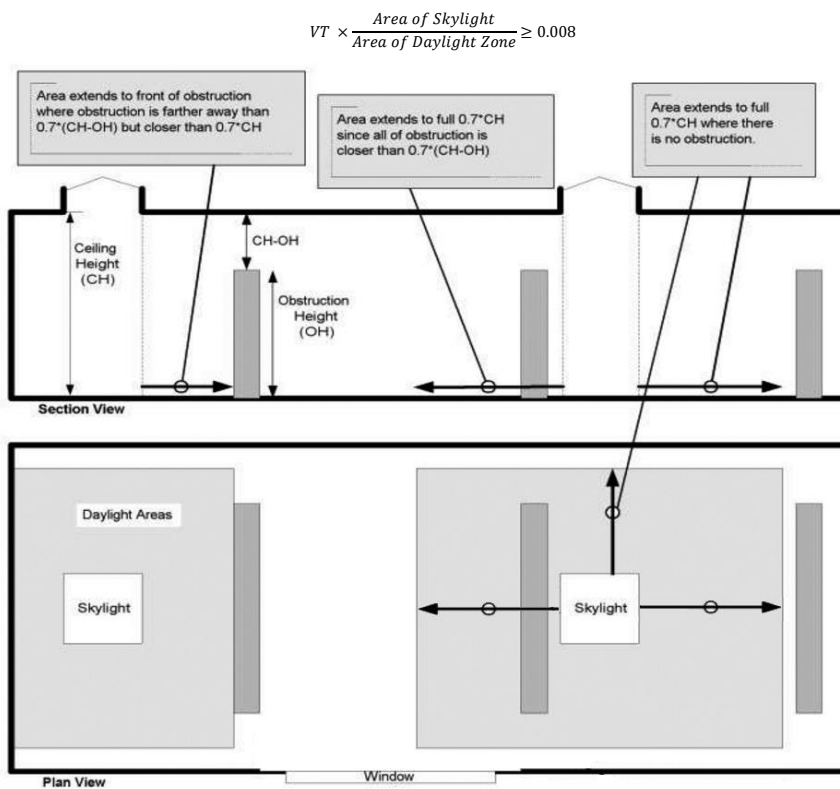 VT × Area of Skylight / Area of Daylight Zone ≥ 0.008
Area extends to front of obstruction
where obstruction is farther away than
0.7*(CH-OH) but closer than 0.7*CH
Area extends to full 0.7*CH
since all of obstruction is
closer than 0.7*(CH-OH)
Area extends to full
0.7*CH where there
is no obstruction.
Ceiling
Height
(CH)
CH-OH
Obstruction
Height
(OH)
Section View
Daylight Areas
Skylight
Skylight
Window
Plan View